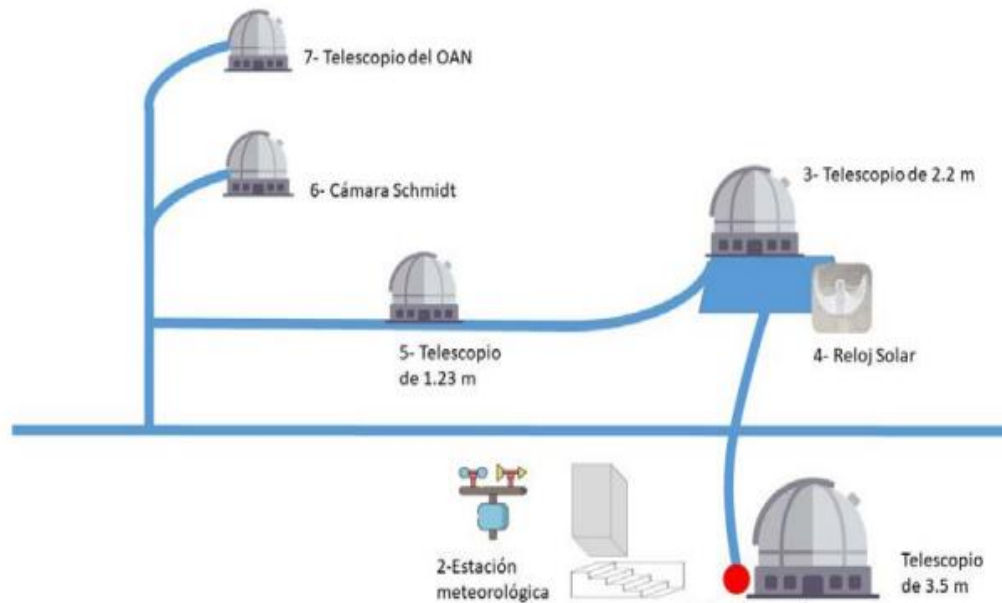 7- Telescopio del OAN
6- Cámara Schmidt
3- Telescopio de 2.2 m
5- Telescopio
de 1.23 m
4- Reloj Solar
2-Estación
meteorológica
Telescopio
de 3.5 m